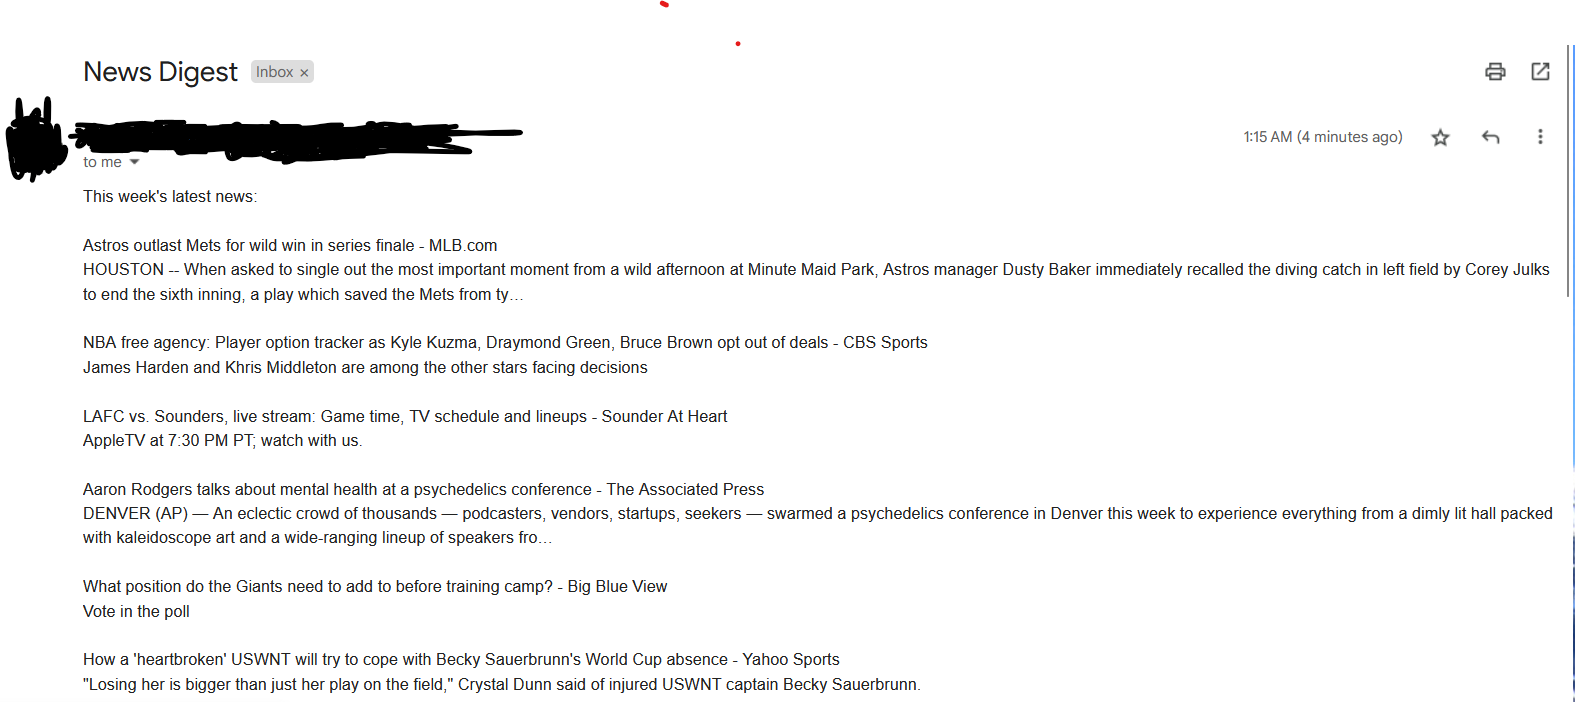 News Digest Inbox ×
1:15 AM (4 minutes ago)
to me
This week's latest news:
Astros outlast Mets for wild win in series finale - MLB.com
HOUSTON -- When asked to single out the most important moment from a wild afternoon at Minute Maid Park, Astros manager Dusty Baker immediately recalled the diving catch in left field by Corey Julks
to end the sixth inning, a play which saved the Mets from ty…
NBA free agency: Player option tracker as Kyle Kuzma, Draymond Green, Bruce Brown opt out of deals - CBS Sports
James Harden and Khris Middleton are among the other stars facing decisions
LAFC vs. Sounders, live stream: Game time, TV schedule and lineups - Sounder At Heart
AppleTV at 7:30 PM PT; watch with us.
Aaron Rodgers talks about mental health at a psychedelics conference - The Associated Press
DENVER (AP) — An eclectic crowd of thousands — podcasters, vendors, startups, seekers — swarmed a psychedelics conference in Denver this week to experience everything from a dimly lit hall packed
with kaleidoscope art and a wide-ranging lineup of speakers fro…
What position do the Giants need to add to before training camp? - Big Blue View
Vote in the poll
How a 'heartbroken' USWNT will try to cope with Becky Sauerbrunn's World Cup absence - Yahoo Sports
"Losing her is bigger than just her play on the field," Crystal Dunn said of injured USWNT captain Becky Sauerbrunn.